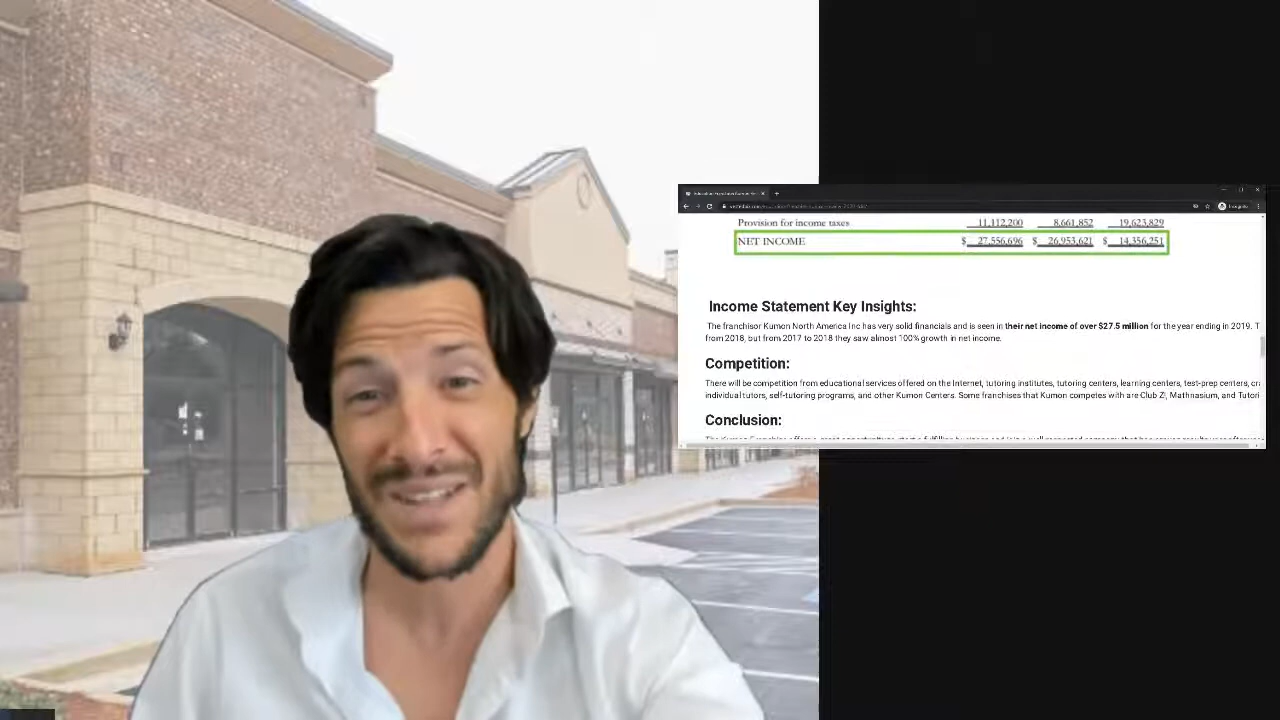 Provision for income taxes 11,112,200 8,661,852 19,623,829
NET INCOME $ 27,556,696 $ 26,953,621 $ 14,356,251
Income Statement Key Insights:
The franchisor Kumon North America Inc has very solid financials and is seen in their net income of over $27.5 million for the year ending in 2019. T
from 2018, but from 2017 to 2018 they saw almost 100% growth in net income.
Competition:
There will be competition from educational services offered on the Internet, tutoring institutes, tutoring centers, learning centers, test-prep centers, cr
individual tutors, self-tutoring programs, and other Kumon Centers. Some franchises that Kumon competes with are Club Z!, Mathnasium, and Tutori
Conclusion: